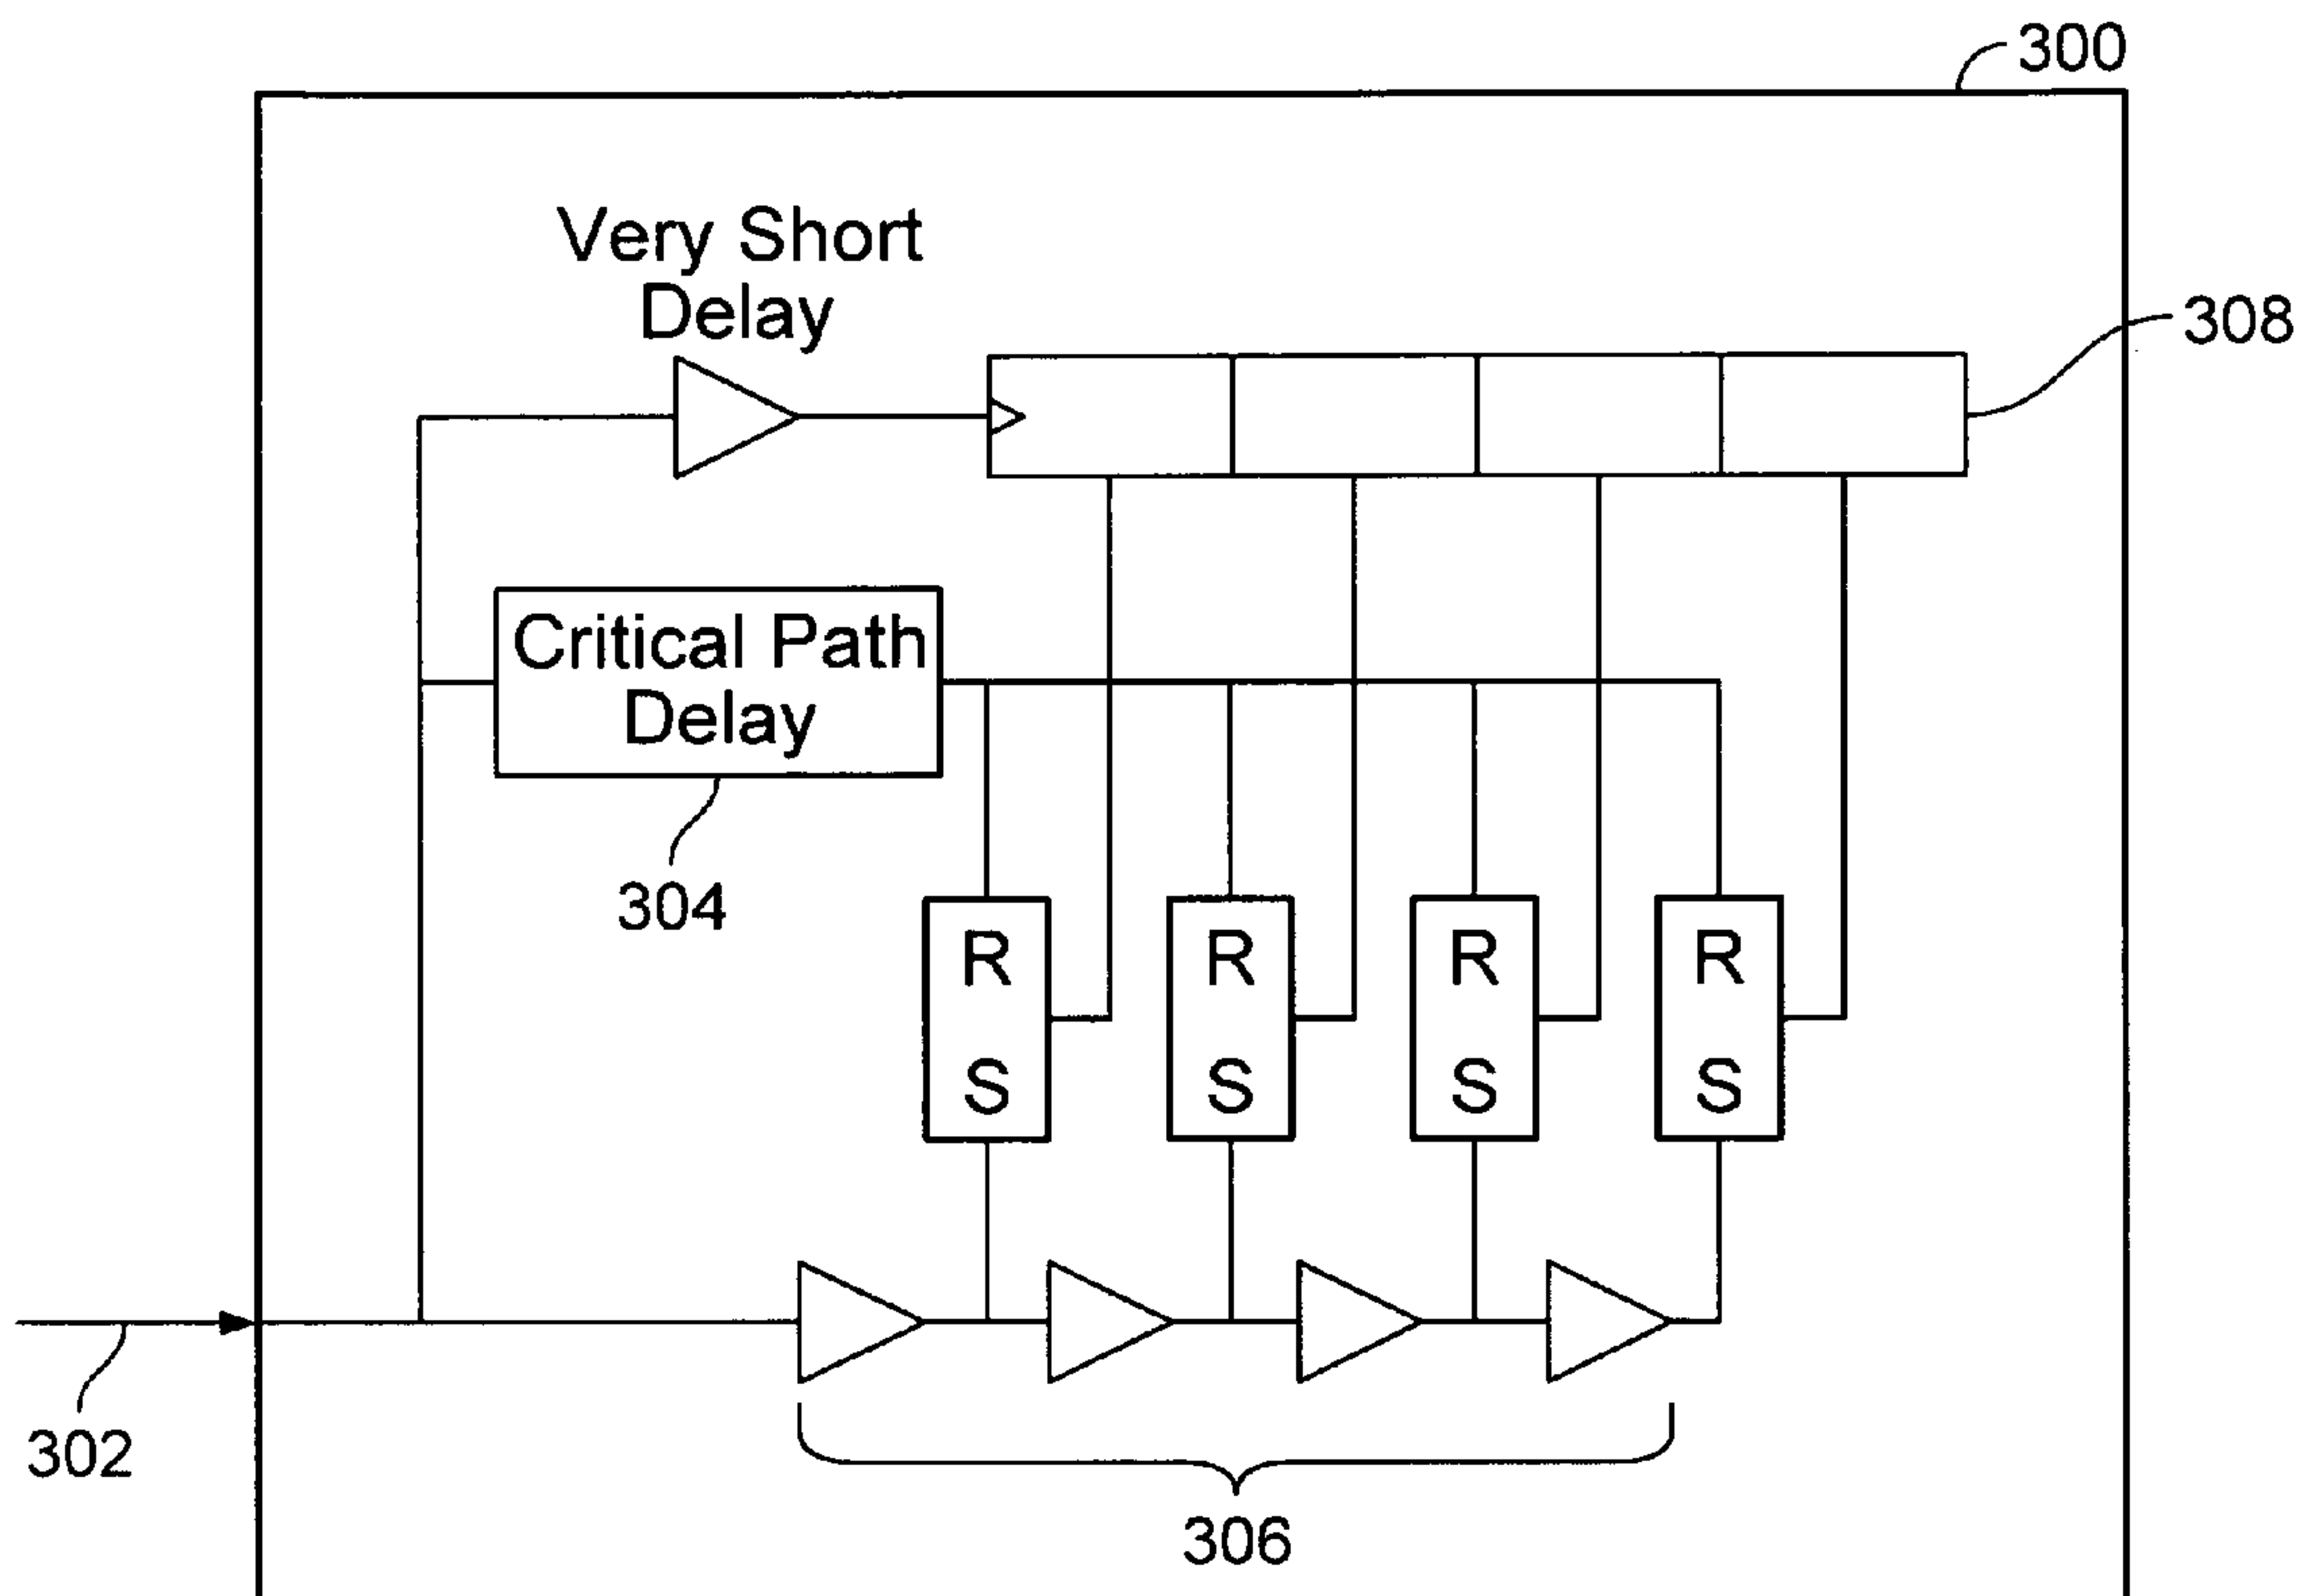 300
Very Short
Delay
308
Critical Path
Delay
304
R
R
R
R
S
S
S
S
302
306